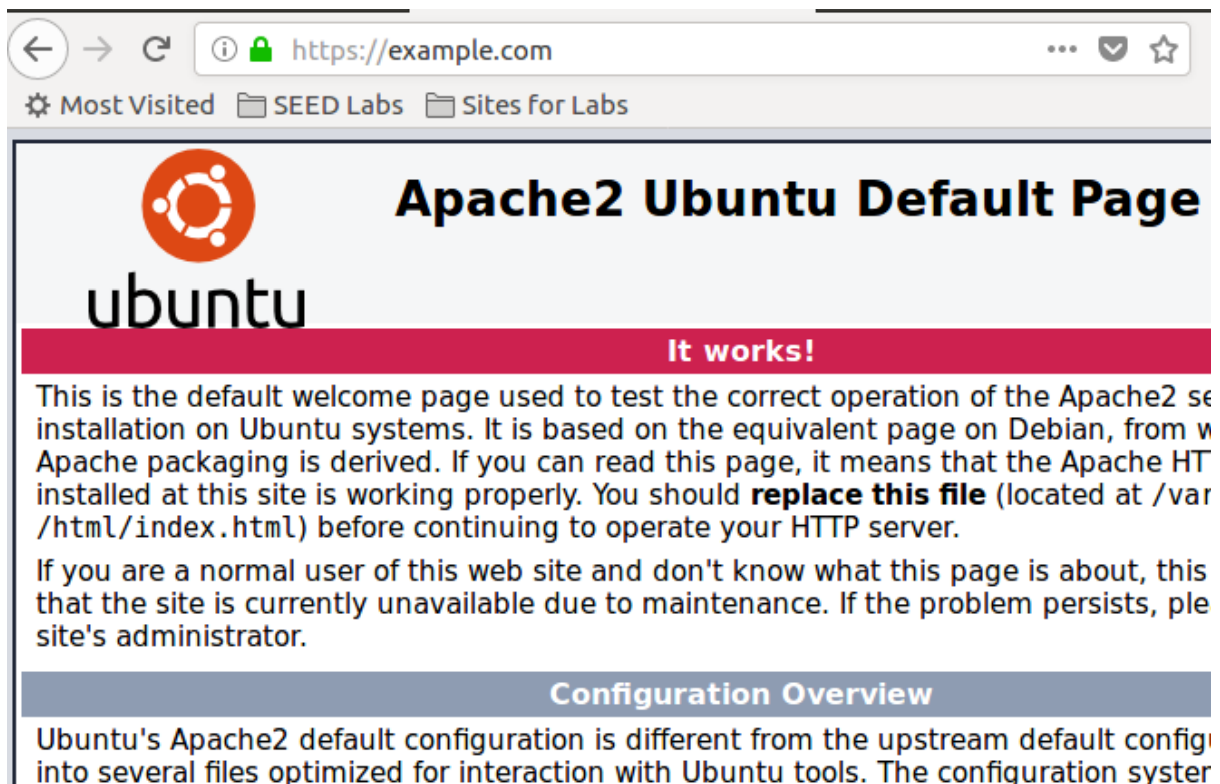 https://example.com
Most Visited SEED Labs Sites for Labs
ubuntu
Apache2 Ubuntu Default Page
It works!
This is the default welcome page used to test the correct operation of the Apache2 se
installation on Ubuntu systems. It is based on the equivalent page on Debian, from w
Apache packaging is derived. If you can read this page, it means that the Apache HT
installed at this site is working properly. You should replace this file (located at /var
/html/index.html) before continuing to operate your HTTP server.
If you are a normal user of this web site and don't know what this page is about, this
that the site is currently unavailable due to maintenance. If the problem persists, ple
site's administrator.
Configuration Overview
Ubuntu's Apache2 default configuration is different from the upstream default configu
into several files optimized for interaction with Ubuntu tools. The configuration system